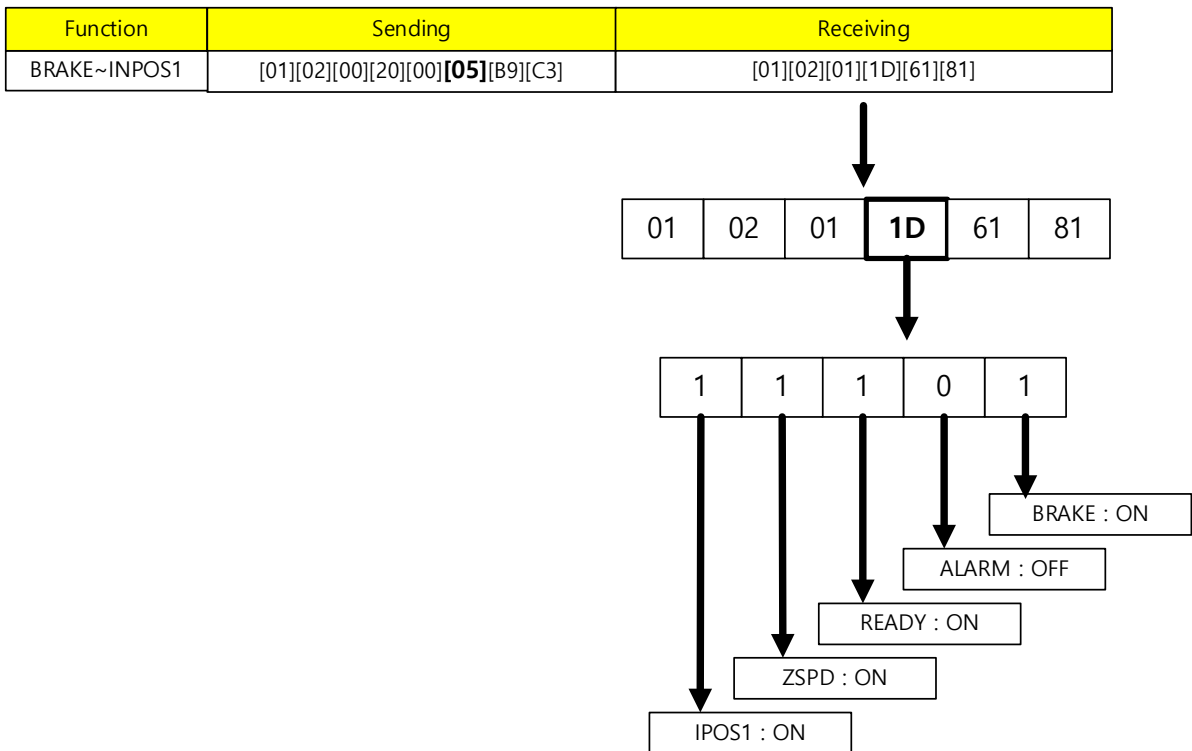 Function Sending Receiving
BRAKE~INPOS1 [01][02][00][20][00][05][B9][C3] [01][02][01][1D][61][81]
01 02 01 1D 61 81
1 1 1 0 1
BRAKE : ON
ALARM : OFF
READY : ON
ZSPD : ON
IPOS1 : ON